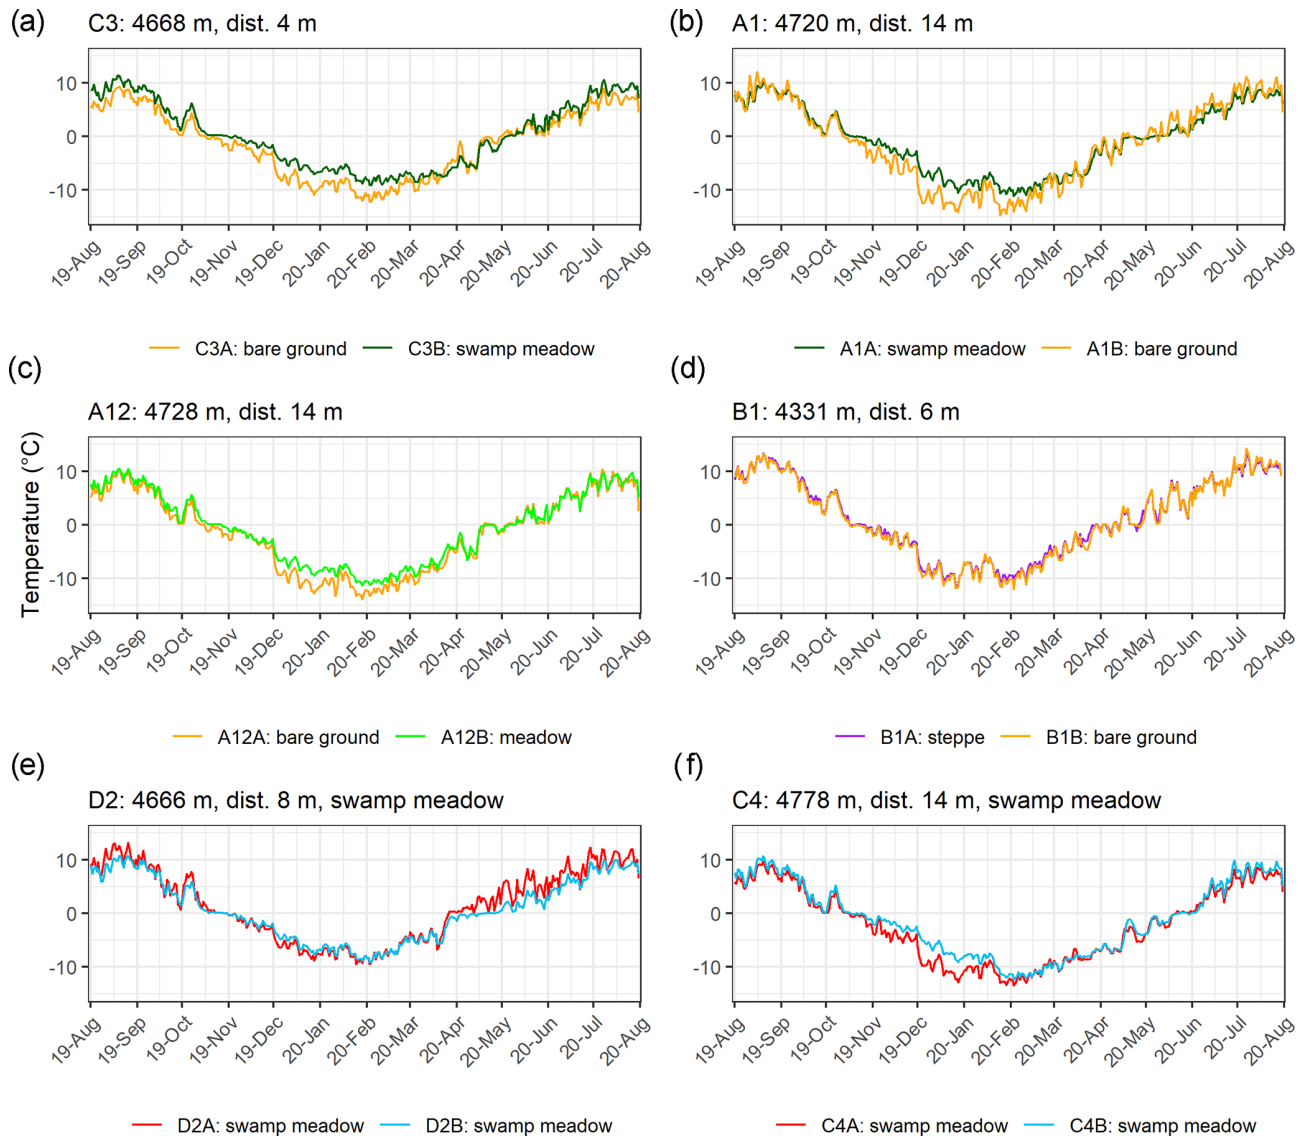 (a)
C3: 4668 m, dist. 4 m
10
0
-10
19-Aug
19-Sep
19-Oct
19-Nov
19-Dec
20-Jan
20-Feb
20-Mar
20-Apr
20-May
20-Jun
20-Jul
20-Aug
C3A: bare ground
C3B: swamp meadow
(b)
A1: 4720 m, dist. 14 m
10
0
-10
19-Aug
19-Sep
19-Oct
19-Nov
19-Dec
20-Jan
20-Feb
20-Mar
20-Apr
20-May
20-Jun
20-Jul
20-Aug
A1A: swamp meadow
A1B: bare ground
(c)
A12: 4728 m, dist. 14 m
Temperature (°C)
10
0
-10
19-Aug
19-Sep
19-Oct
19-Nov
19-Dec
20-Jan
20-Feb
20-Mar
20-Apr
20-May
20-Jun
20-Jul
20-Aug
A12A: bare ground
A12B: meadow
(d)
B1: 4331 m, dist. 6 m
10
0
-10
19-Aug
19-Sep
19-Oct
19-Nov
19-Dec
20-Jan
20-Feb
20-Mar
20-Apr
20-May
20-Jun
20-Jul
20-Aug
B1A: steppe
B1B: bare ground
(e)
D2: 4666 m, dist. 8 m, swamp meadow
10
0
-10
19-Aug
19-Sep
19-Oct
19-Nov
19-Dec
20-Jan
20-Feb
20-Mar
20-Apr
20-May
20-Jun
20-Jul
20-Aug
D2A: swamp meadow
D2B: swamp meadow
(f)
C4: 4778 m, dist. 14 m, swamp meadow
10
0
-10
19-Aug
19-Sep
19-Oct
19-Nov
19-Dec
20-Jan
20-Feb
20-Mar
20-Apr
20-May
20-Jun
20-Jul
20-Aug
C4A: swamp meadow
C4B: swamp meadow